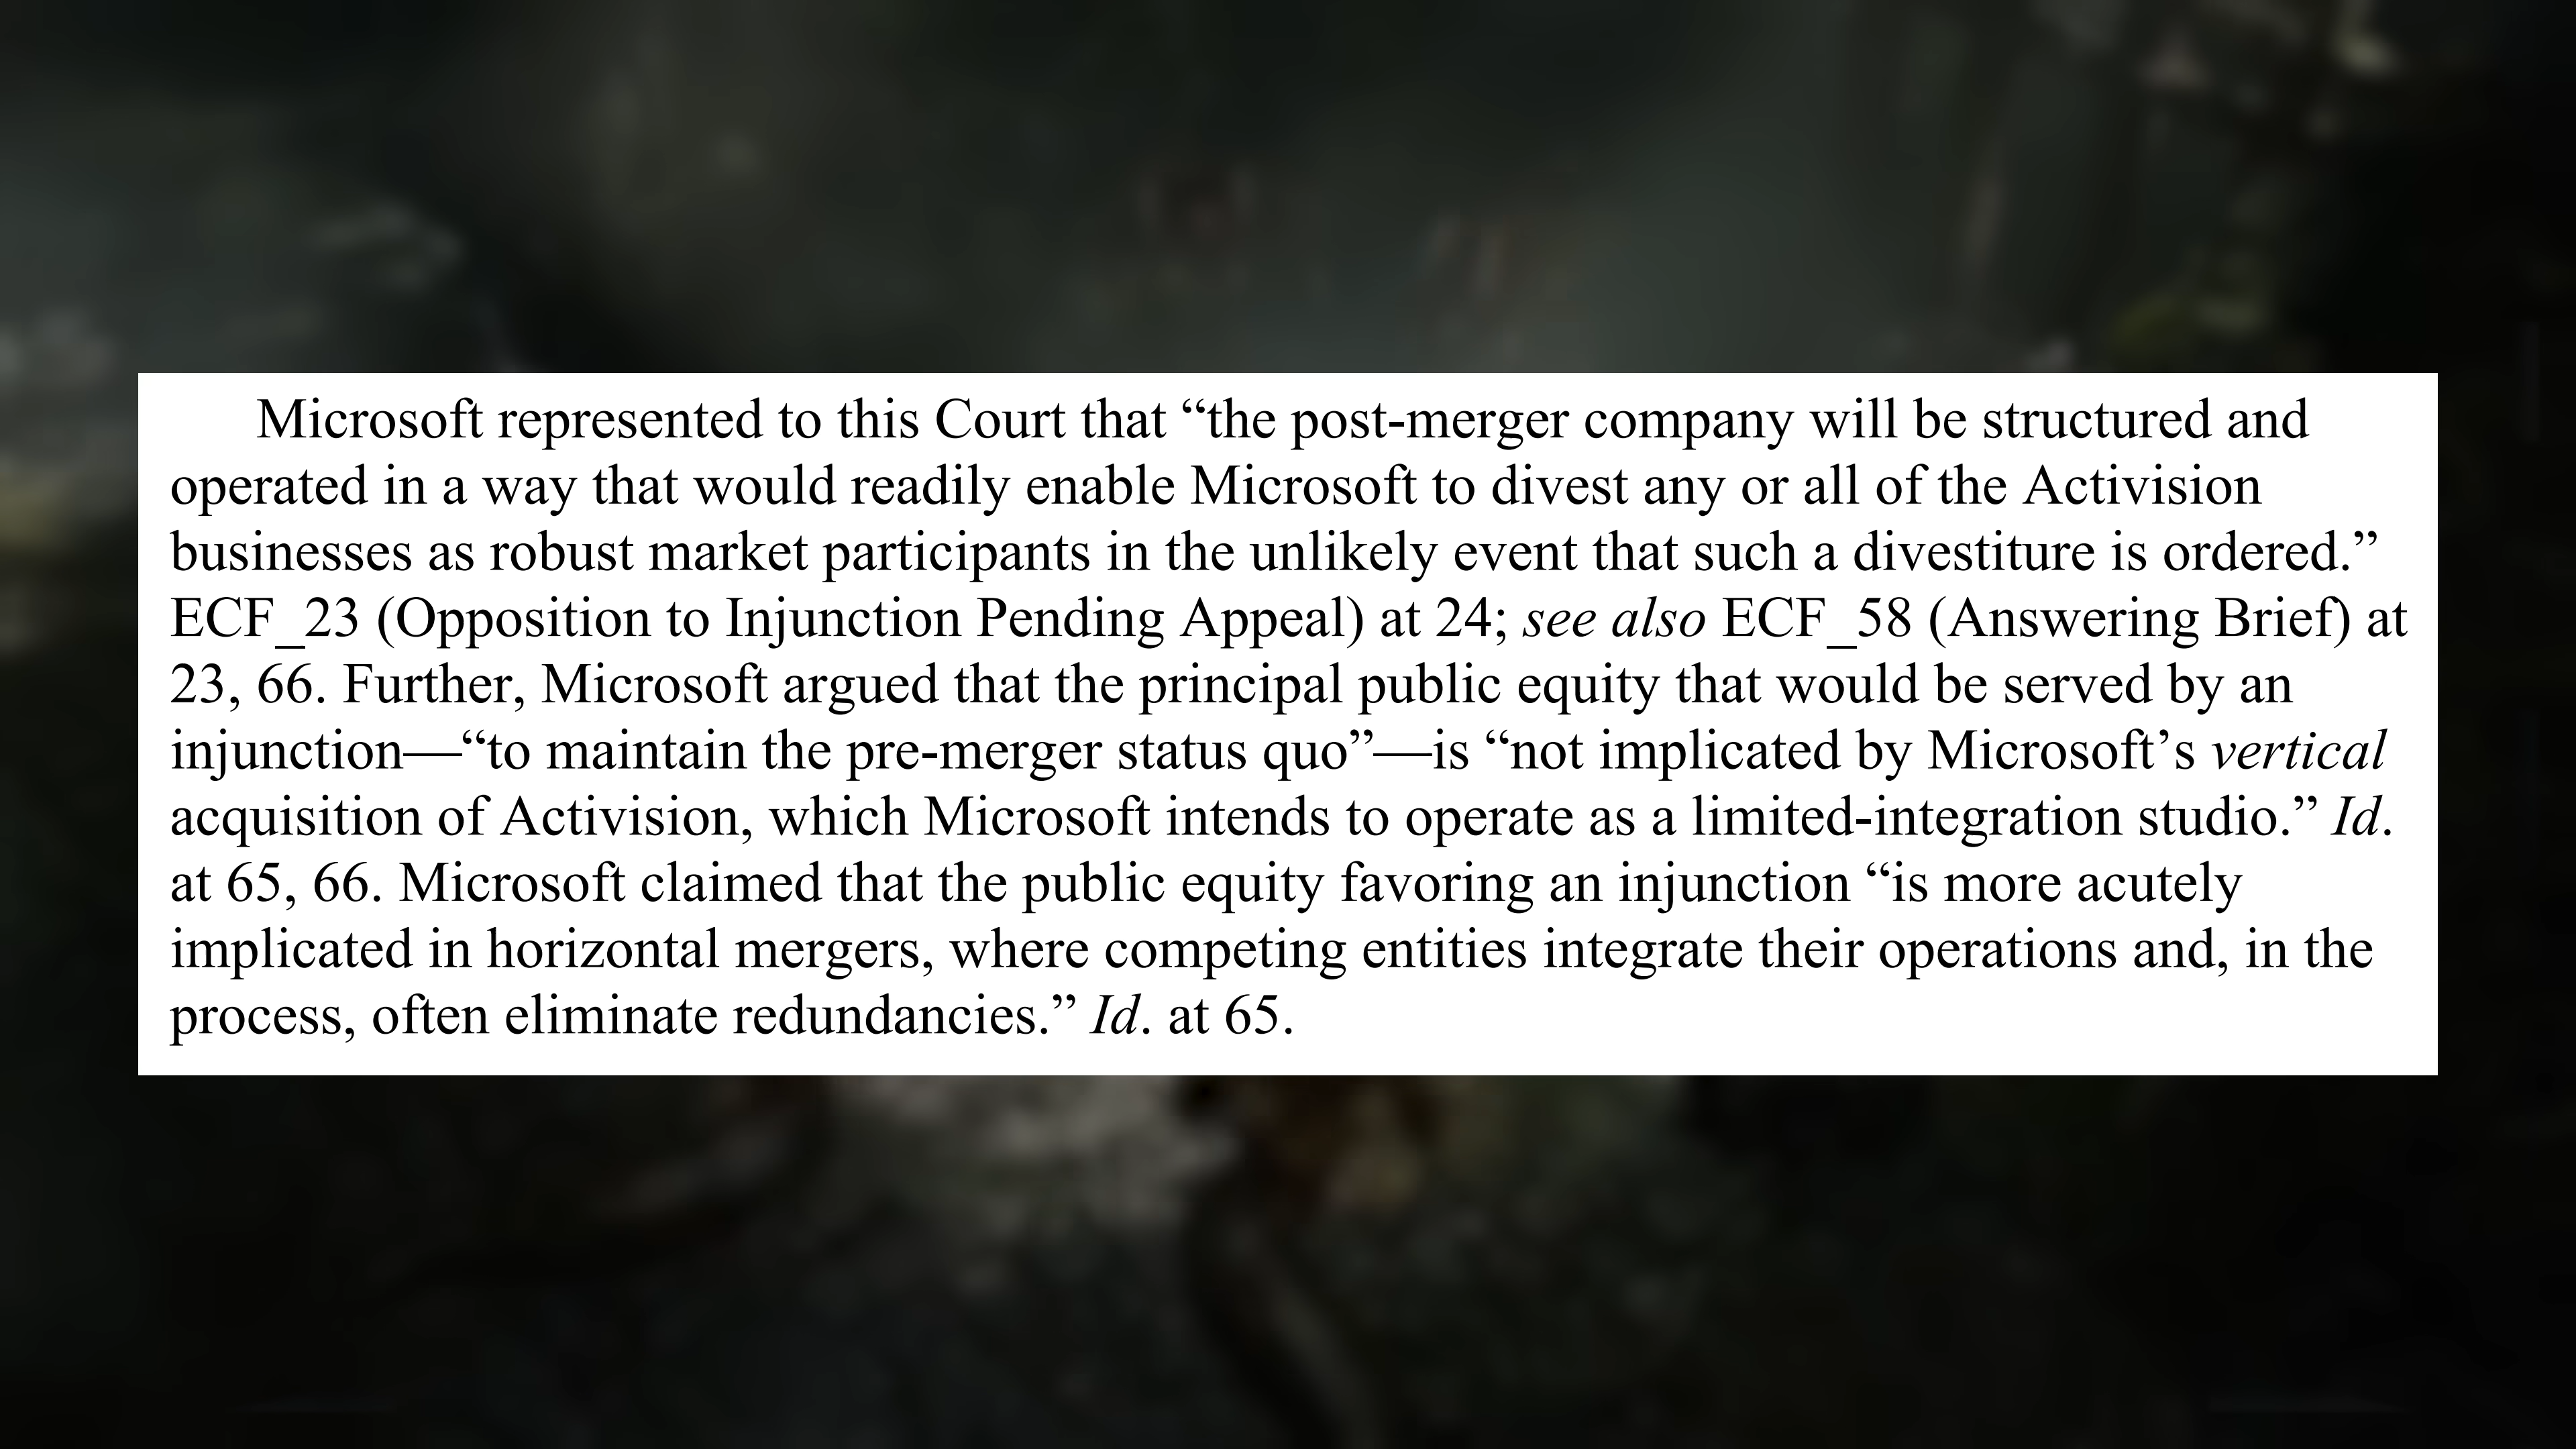 Microsoft represented to this Court that “the post-merger company will be structured and
operated in a way that would readily enable Microsoft to divest any or all of the Activision
businesses as robust market participants in the unlikely event that such a divestiture is ordered.”
ECF_23 (Opposition to Injunction Pending Appeal) at 24; see also ECF_58 (Answering Brief) at
23, 66. Further, Microsoft argued that the principal public equity that would be served by an
injunction—“to maintain the pre-merger status quo”—is “not implicated by Microsoft’s vertical
acquisition of Activision, which Microsoft intends to operate as a limited-integration studio.” Id.
at 65, 66. Microsoft claimed that the public equity favoring an injunction “is more acutely
implicated in horizontal mergers, where competing entities integrate their operations and, in the
process, often eliminate redundancies.” Id. at 65.